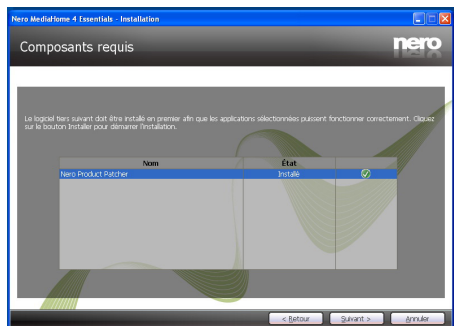 Nero MediaHome 4 Essentials - Installation
Composants requis
nero
Le logiciel tiers suivant doit être installé en premier afin que les applications sélectionnées puissent fonctionner correctement. Cliquez
sur le bouton Installer pour démarrer l'installation.
Nom État
Nero Product Patcher Installé
< Retour Suivant > Annuler